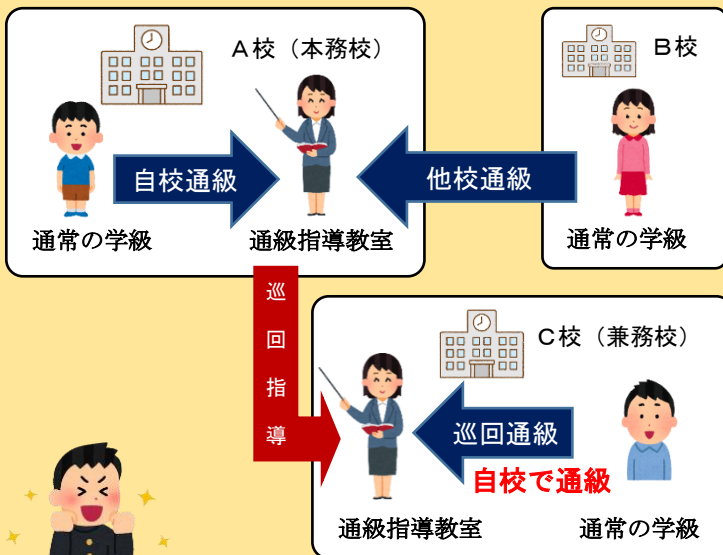 A校（本務校）
B校
自校通級
他校通級
通常の学級
通級指導教室
通常の学級
巡回指導
C校（兼務校）
巡回通級
自校で通級
通級指導教室
通常の学級